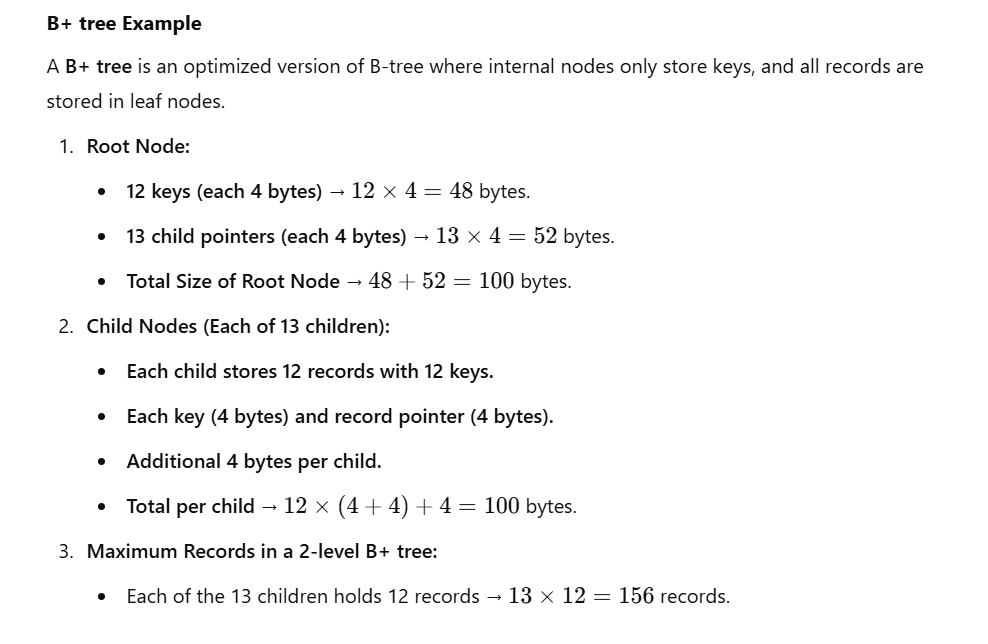 B+ tree Example
A B+ tree is an optimized version of B-tree where internal nodes only store keys, and all records are
stored in leaf nodes.
1. Root Node:
• 12 keys (each 4 bytes) → 12 × 4 = 48 bytes.
• 13 child pointers (each 4 bytes) → 13 × 4 = 52 bytes.
• Total Size of Root Node → 48 + 52 = 100 bytes.
2. Child Nodes (Each of 13 children):
• Each child stores 12 records with 12 keys.
• Each key (4 bytes) and record pointer (4 bytes).
• Additional 4 bytes per child.
• Total per child → 12 × (4 + 4) + 4 = 100 bytes.
3. Maximum Records in a 2-level B+ tree:
• Each of the 13 children holds 12 records → 13 × 12 = 156 records.